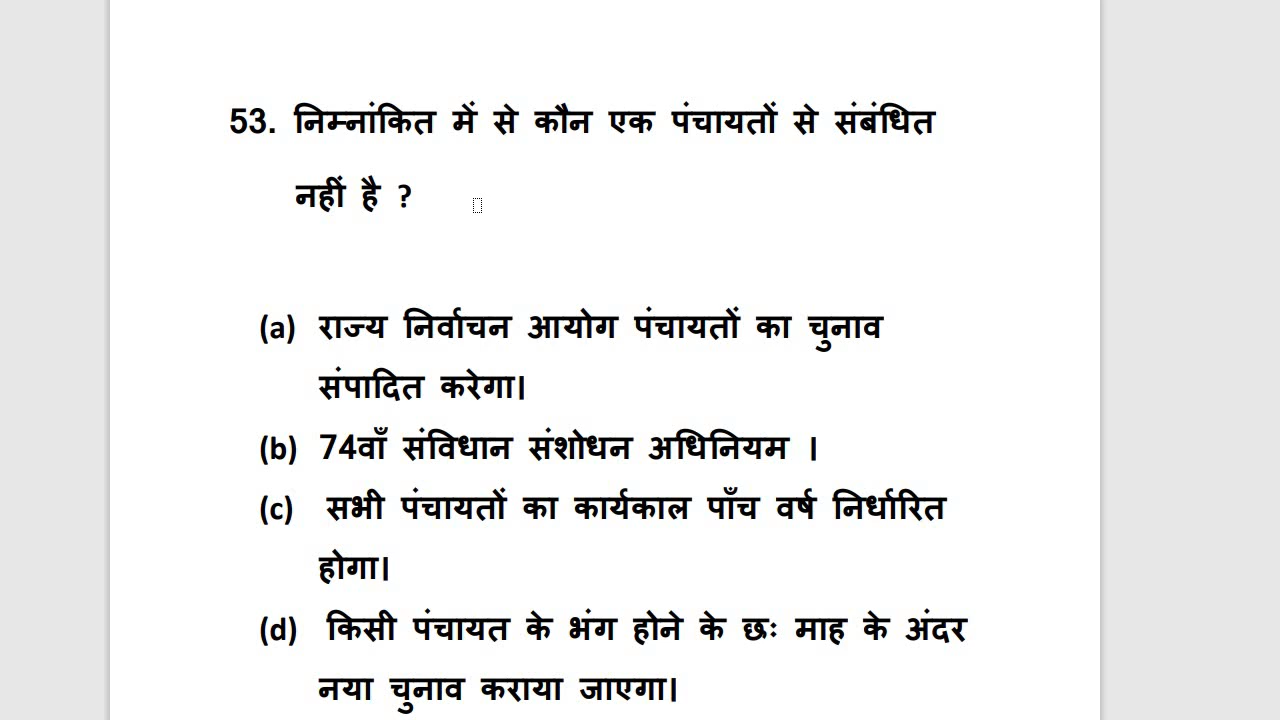 53. निम्नांकित में से कौन एक पंचायतों से संबंधित
नहीं है ?
(a) राज्य निर्वाचन आयोग पंचायतों का चुनाव
संपादित करेगा।
(b) 74वाँ संविधान संशोधन अधिनियम ।
(c) सभी पंचायतों का कार्यकाल पाँच वर्ष निर्धारित
होगा।
(d) किसी पंचायत के भंग होने के छः माह के अंदर
नया चुनाव कराया जाएगा।